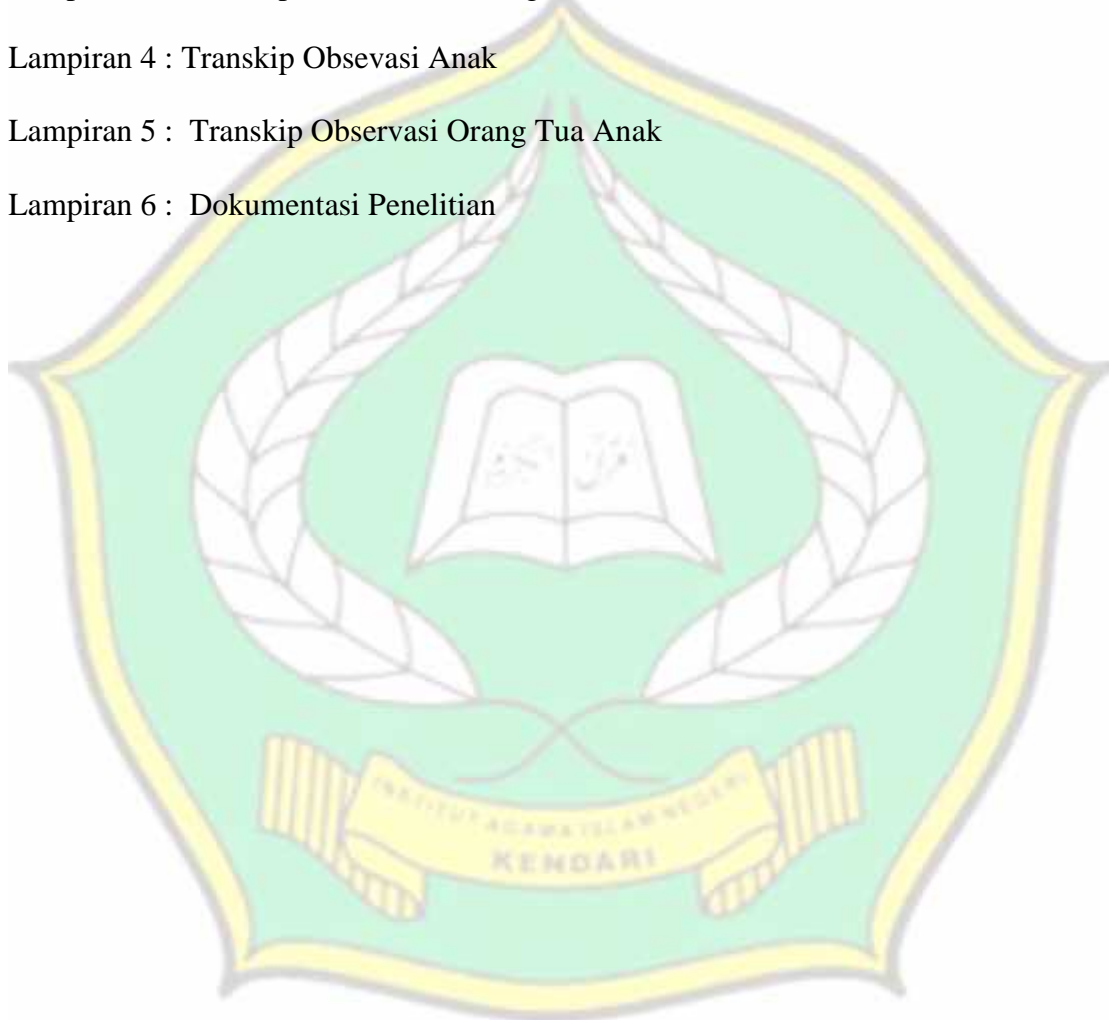 Lampiran 4 : Transkip Obsevasi Anak
Lampiran 5 : Transkip Observasi Orang Tua Anak
Lampiran 6 : Dokumentasi Penelitian
INSTITUT AGAMA ISLAM NEGERI
KENDARI